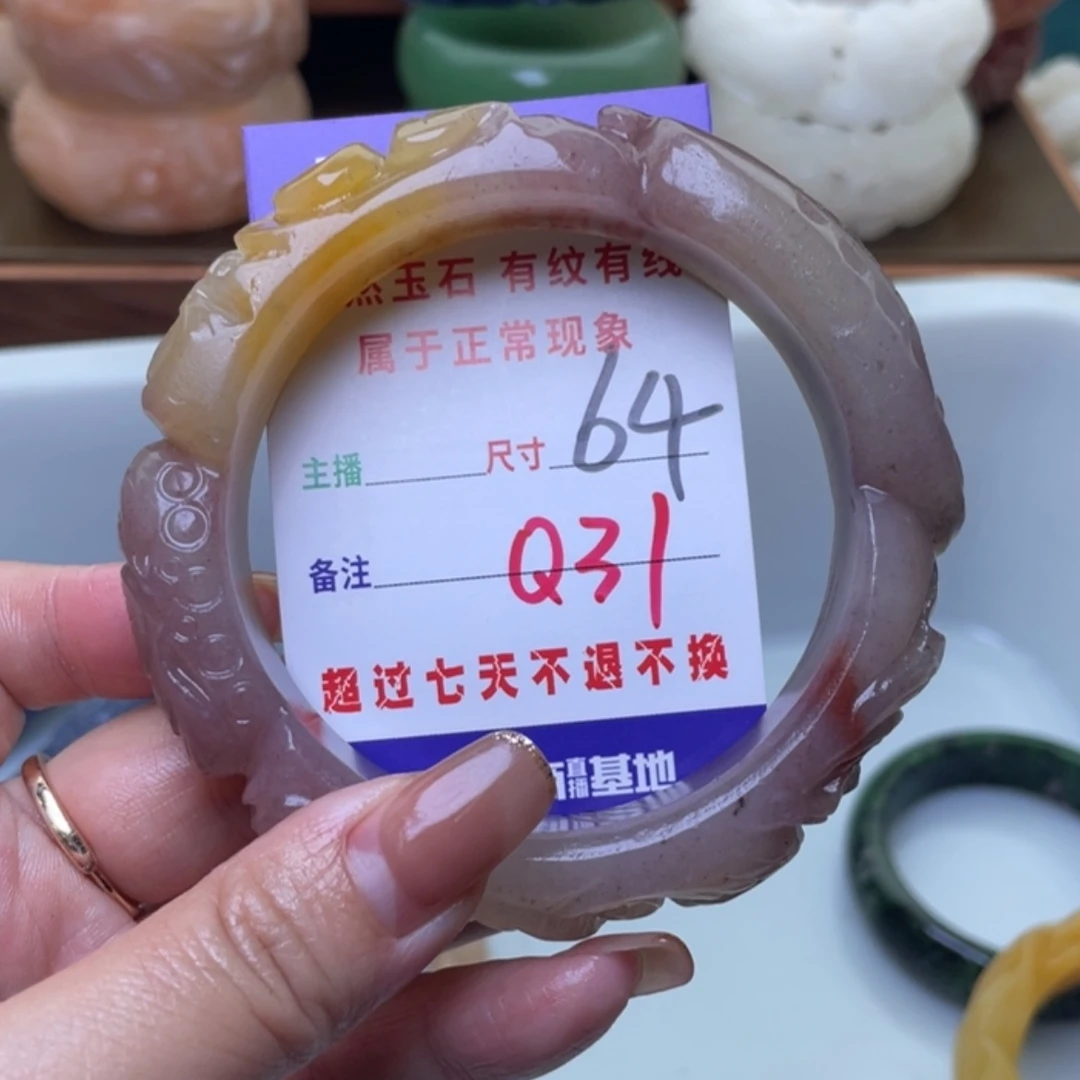 玉石 有纹有线
属于正常现象
主播 尺寸 64
备注 Q31
超过七天不退不换
直播基地